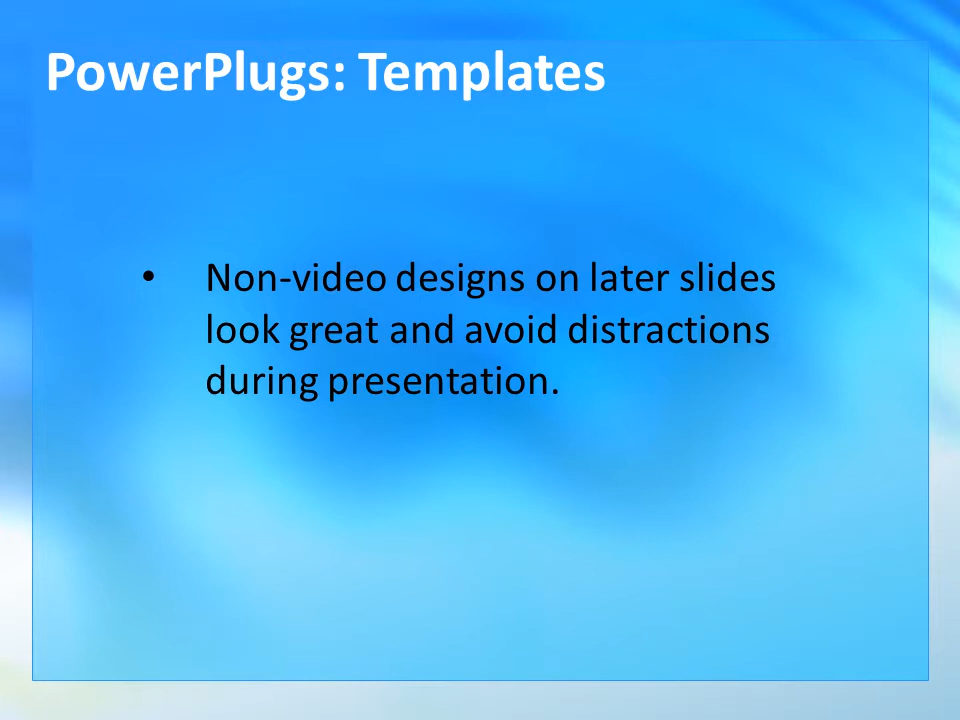 PowerPlugs: Templates
• Non-video designs on later slides
look great and avoid distractions
during presentation.